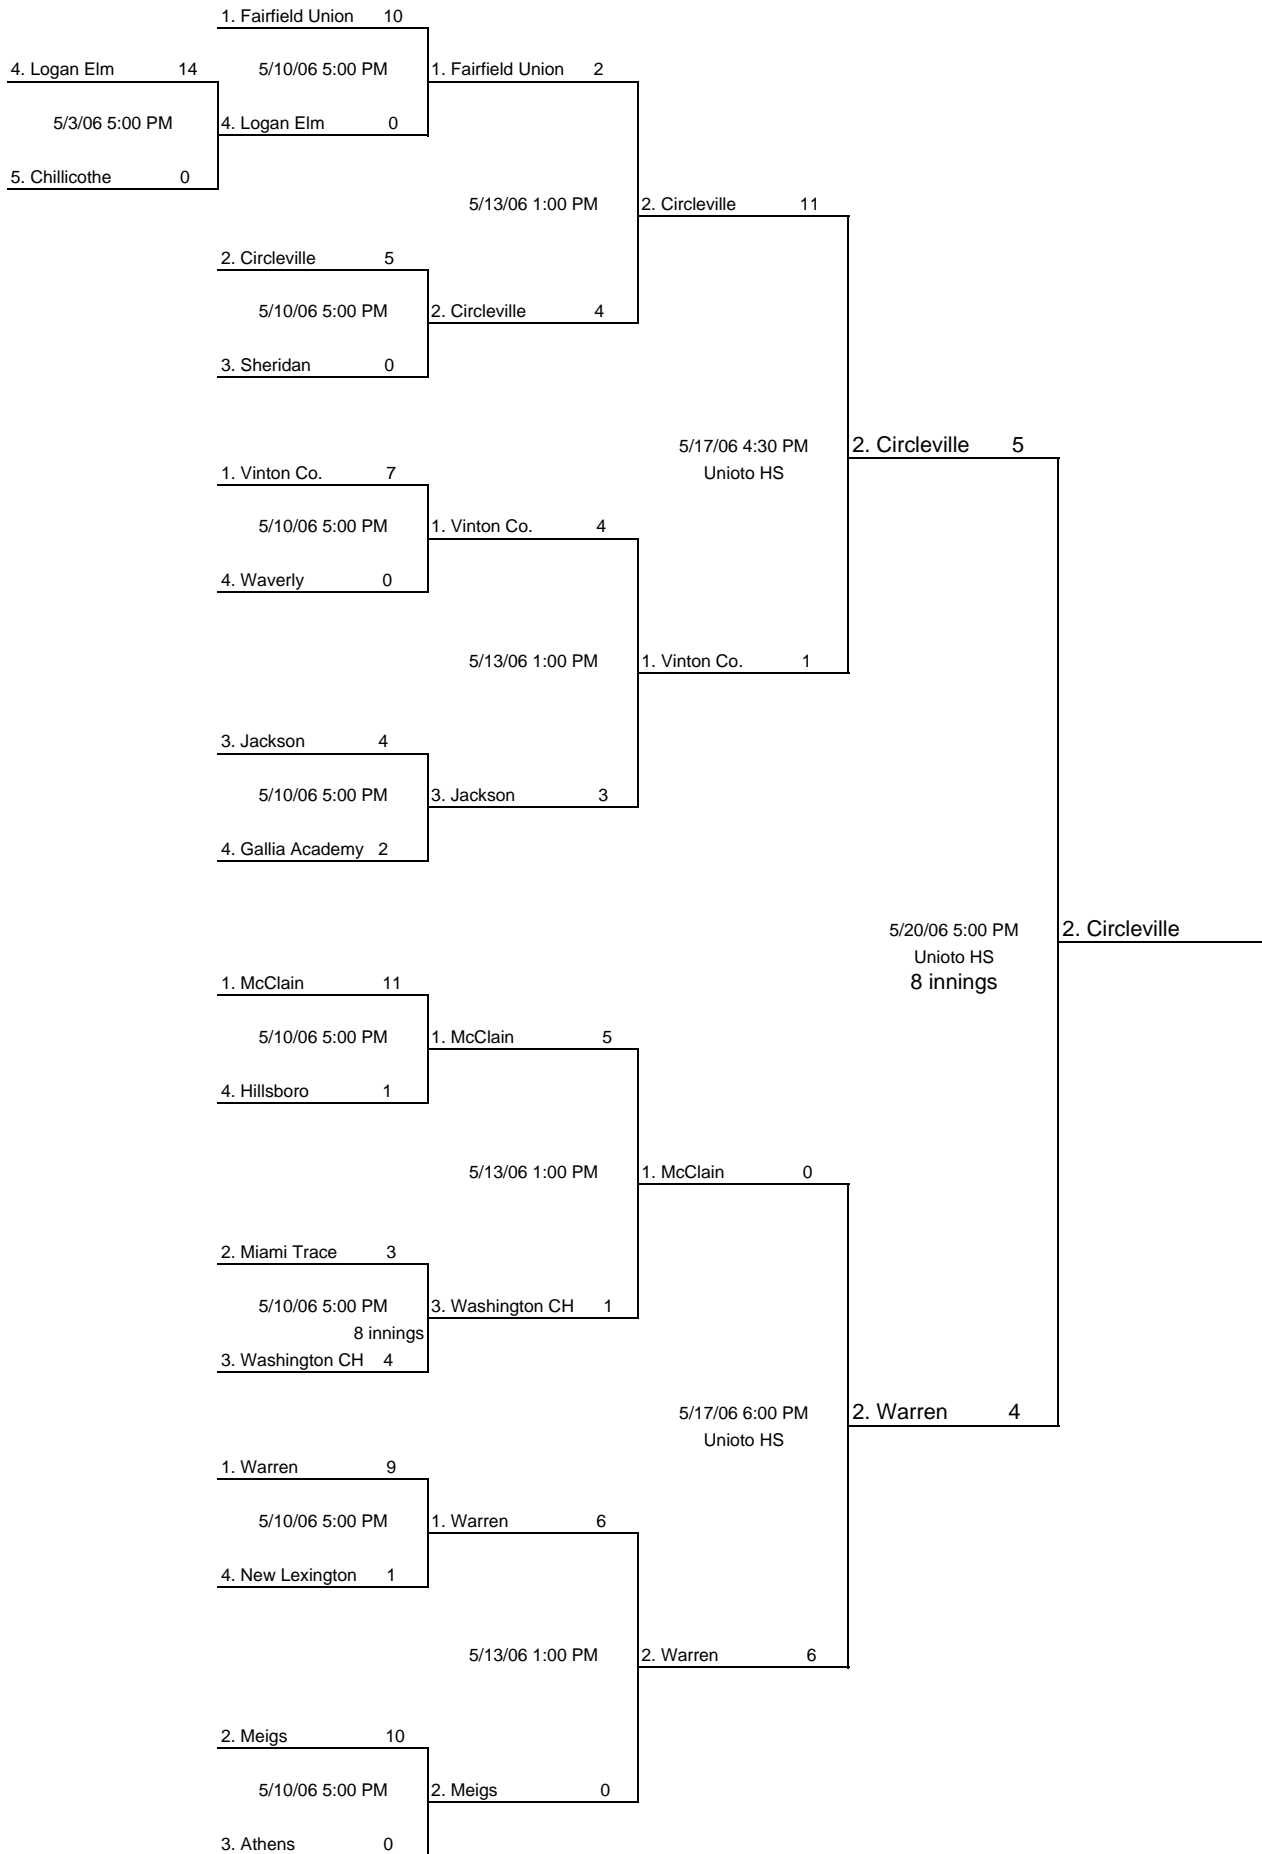 1. Fairfield Union 10
4. Logan Elm 14 5/10/06 5:00 PM 1. Fairfield Union 2
5/3/06 5:00 PM 4. Logan Elm 0
5. Chillicothe 0
5/13/06 1:00 PM 2. Circleville 11
2. Circleville 5
5/10/06 5:00 PM 2. Circleville 4
3. Sheridan 0
5/17/06 4:30 PM 2. Circleville 5
1. Vinton Co. 7 Unioto HS
5/10/06 5:00 PM 1. Vinton Co. 4
4. Waverly 0
5/13/06 1:00 PM 1. Vinton Co. 1
3. Jackson 4
5/10/06 5:00 PM 3. Jackson 3
4. Gallia Academy 2
5/20/06 5:00 PM 2. Circleville
Unioto HS
1. McClain 11 8 innings
5/10/06 5:00 PM 1. McClain 5
4. Hillsboro 1
5/13/06 1:00 PM 1. McClain 0
2. Miami Trace 3
5/10/06 5:00 PM 3. Washington CH 1
8 innings
3. Washington CH 4
5/17/06 6:00 PM 2. Warren 4
Unioto HS
1. Warren 9
5/10/06 5:00 PM 1. Warren 6
4. New Lexington 1
5/13/06 1:00 PM 2. Warren 6
2. Meigs 10
5/10/06 5:00 PM 2. Meigs 0
3. Athens 0